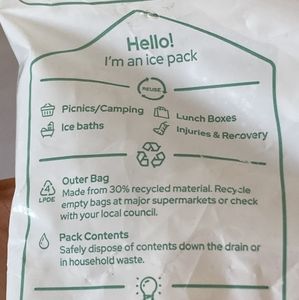 Hello!
I'm an ice pack
REUSE
Picnics/Camping
Lunch Boxes
Ice baths
Injuries & Recovery
4
LDPE
Outer Bag
Made from 30% recycled material. Recycle
empty bags at major supermarkets or check
with your local council.
Pack Contents
Safely dispose of contents down the drain or
in household waste.